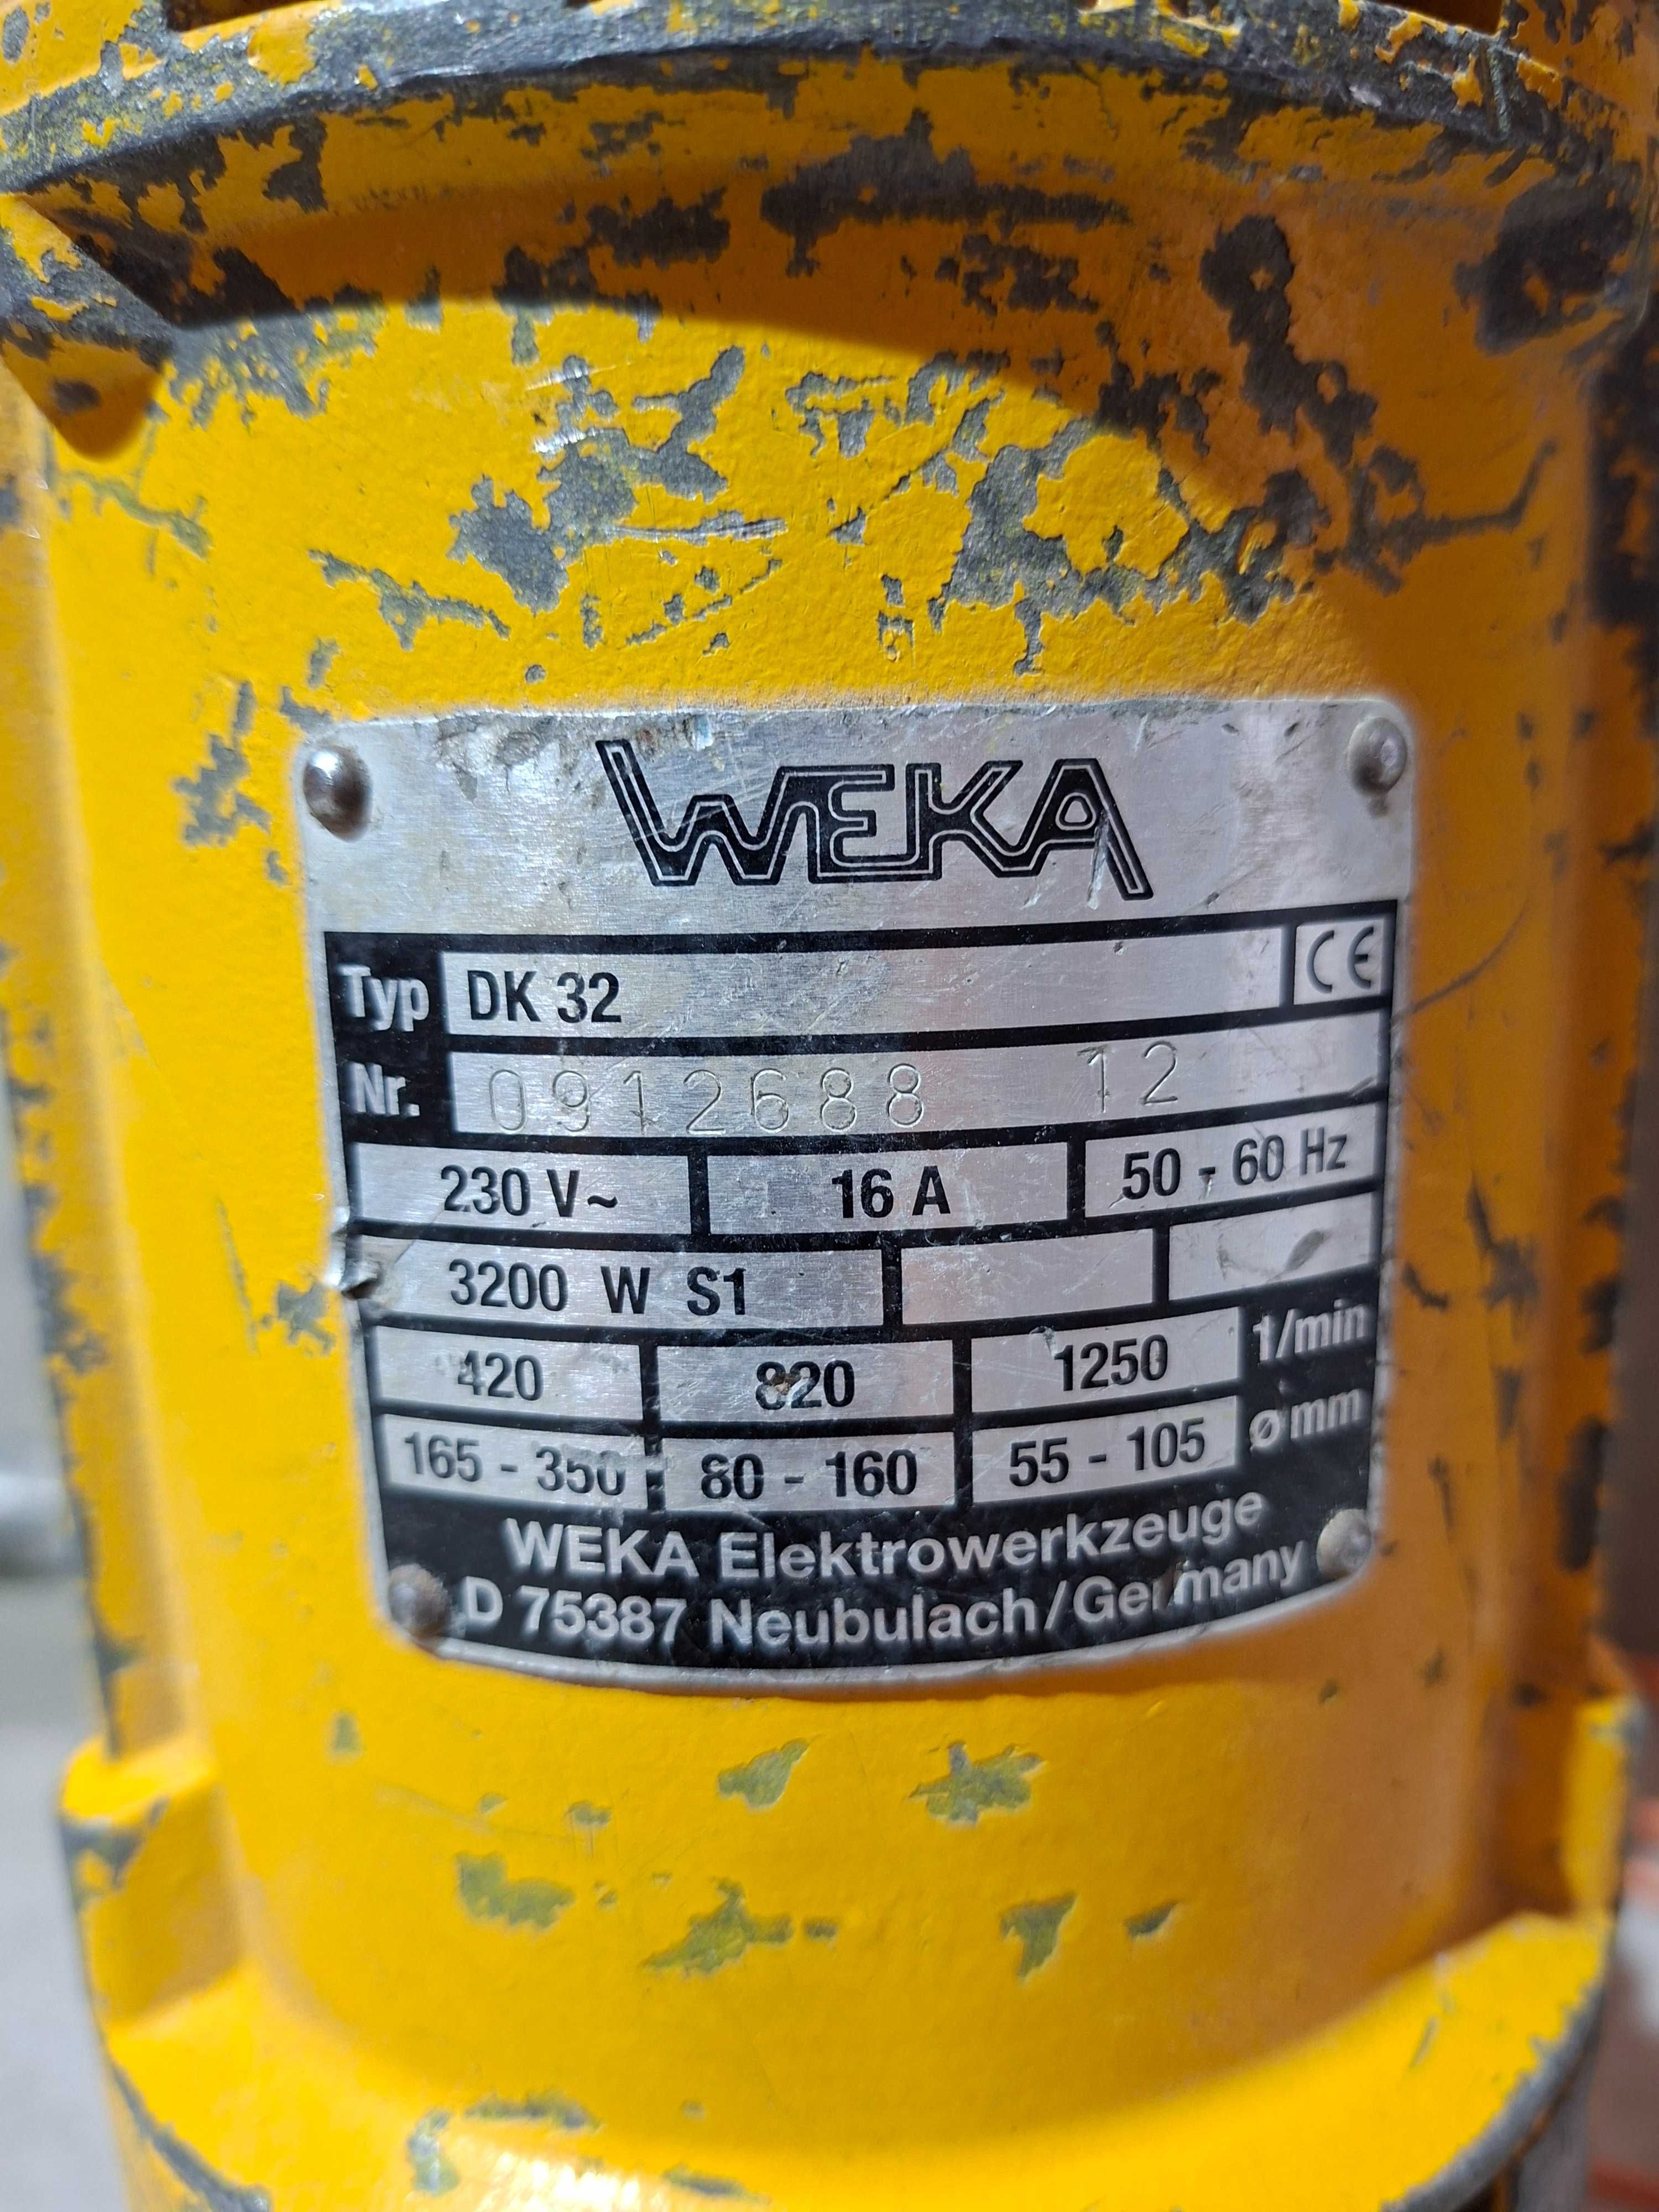 WEKA
Typ DK 32 CE
Nr. 0912688 12
230 V~ 16 A 50 - 60 Hz
3200 W S1
420 820 1250 1/min
165 - 350 80 - 160 55 - 105 ø mm
WEKA Elektrowerkzeuge
D 75387 Neubulach/Germany